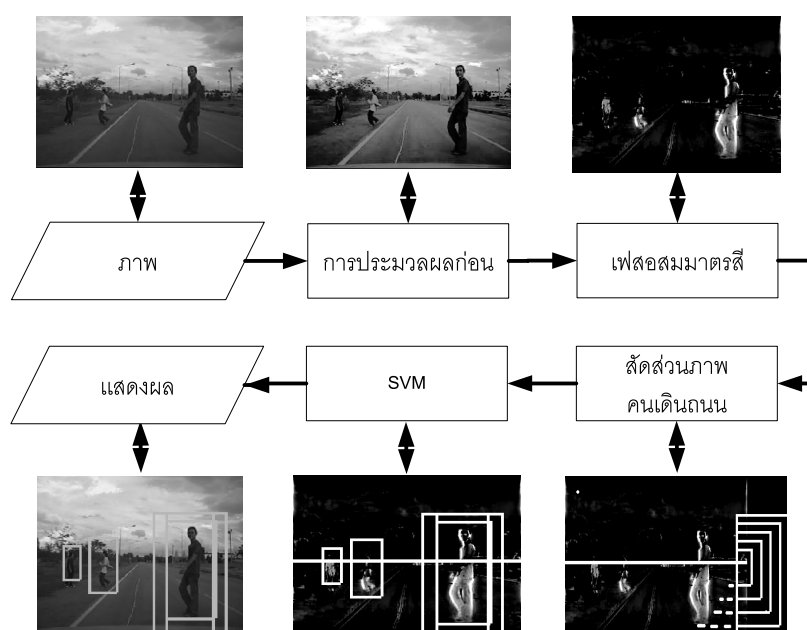 ภาพ
การประมวลผลก่อน
เฟสอสมมาตรสี
สัดส่วนภาพ
คนเดินถนน
SVM
แสดงผล